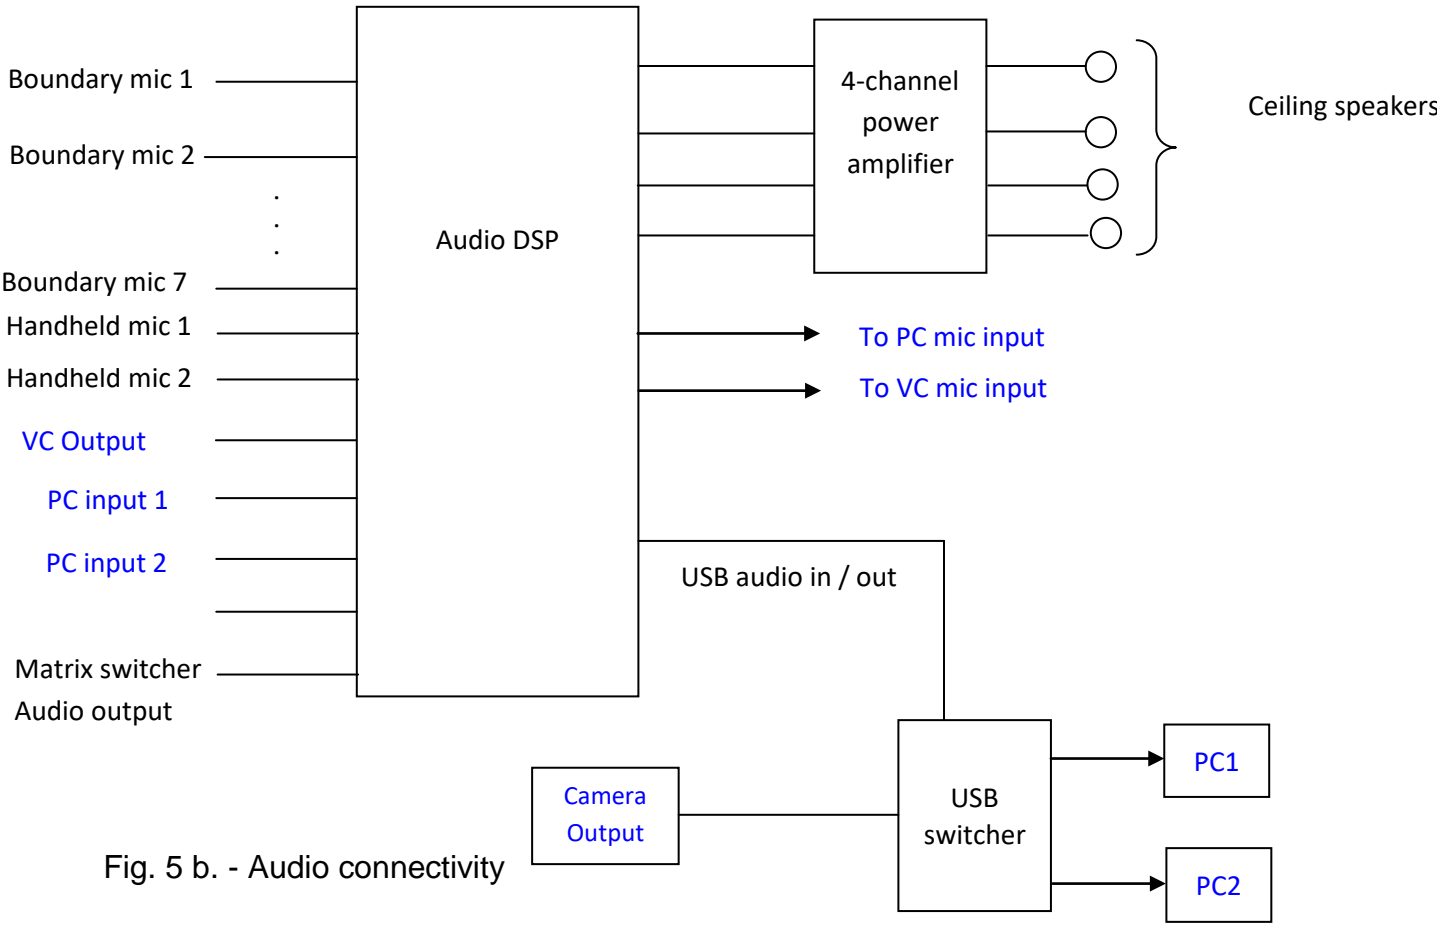 Boundary mic 1
Boundary mic 2
.
.
.
Boundary mic 7
Handheld mic 1
Handheld mic 2
VC Output
PC input 1
PC input 2
Matrix switcher
Audio output
Audio DSP
4-channel
power
amplifier
Ceiling speakers
To PC mic input
To VC mic input
USB audio in / out
Camera
Output
USB
switcher
PC1
PC2
Fig. 5 b. - Audio connectivity